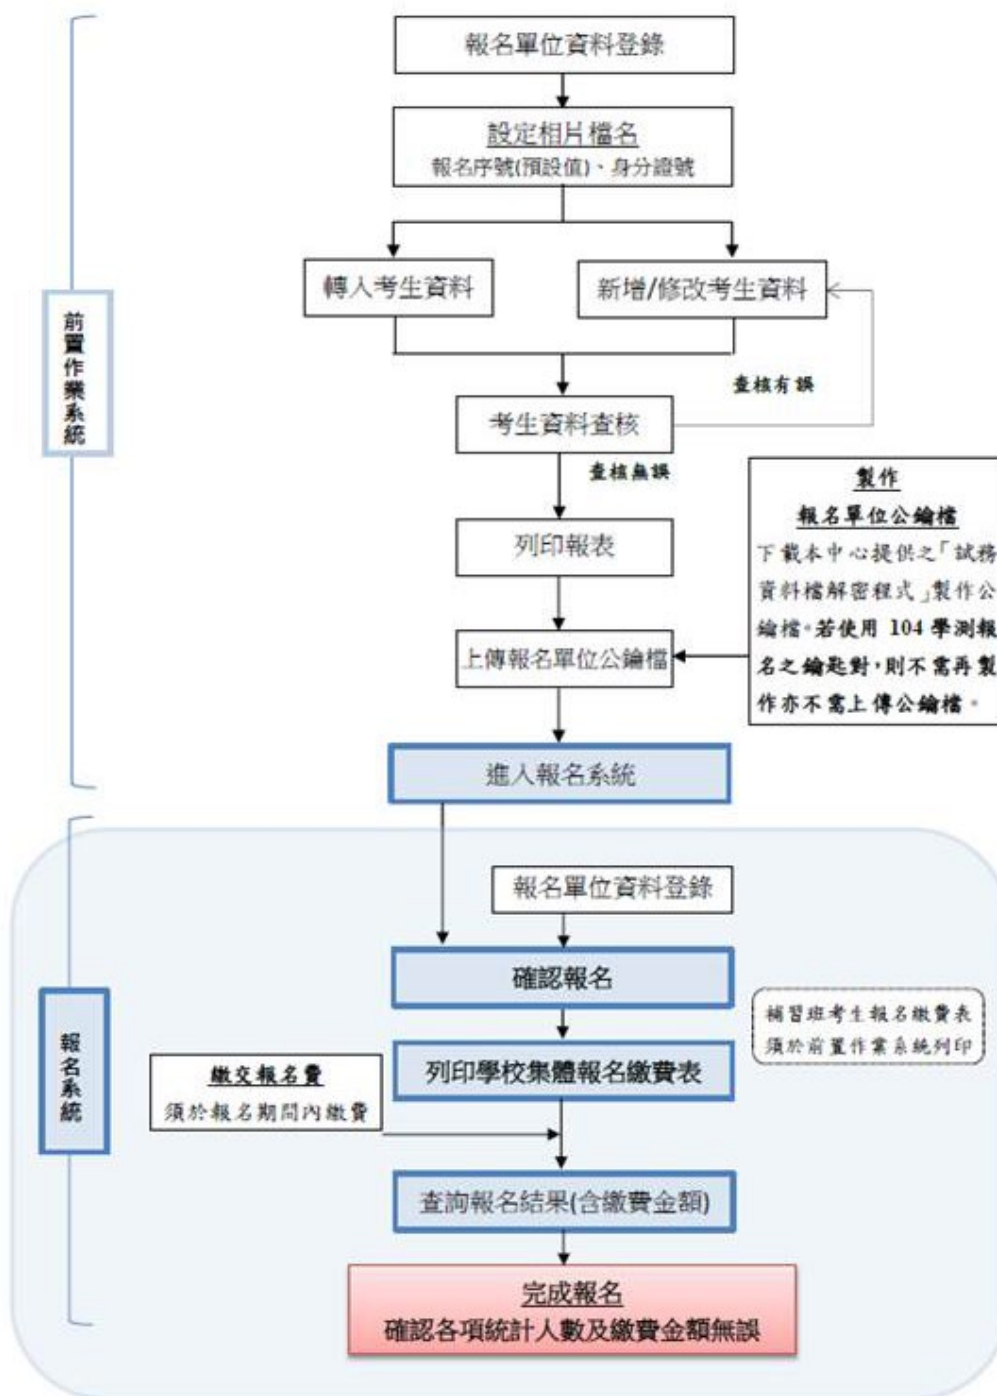 報名單位資料登錄
設定相片檔名
報名序號(預設值)、身分證號
轉入考生資料
新增/修改考生資料
前置作業系統
查核有誤
考生資料查核
查核無誤
製作
報名單位公鑰檔
下載本中心提供之「試務
資料檔解密程式」製作公
鑰檔。若使用 104 學測報
名之鑰匙對,則不需再製
作亦不需上傳公鑰檔。
列印報表
上傳報名單位公鑰檔
進入報名系統
報名單位資料登錄
確認報名
補習班考生報名繳費表
須於前置作業系統列印
報名系統
列印學校集體報名繳費表
繳交報名費
須於報名期間內繳費
查詢報名結果(含繳費金額)
完成報名
確認各項統計人數及繳費金額無誤